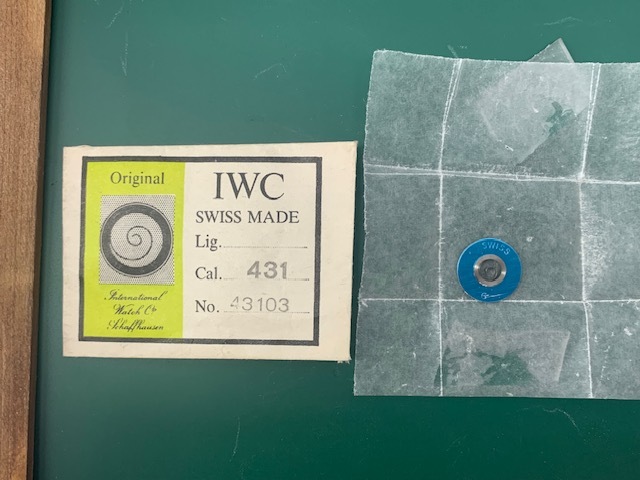 Original
IWC
SWISS MADE
Lig.
Cal. 431
No. 43103
International
Watch Co
Schaffhausen
SWISS